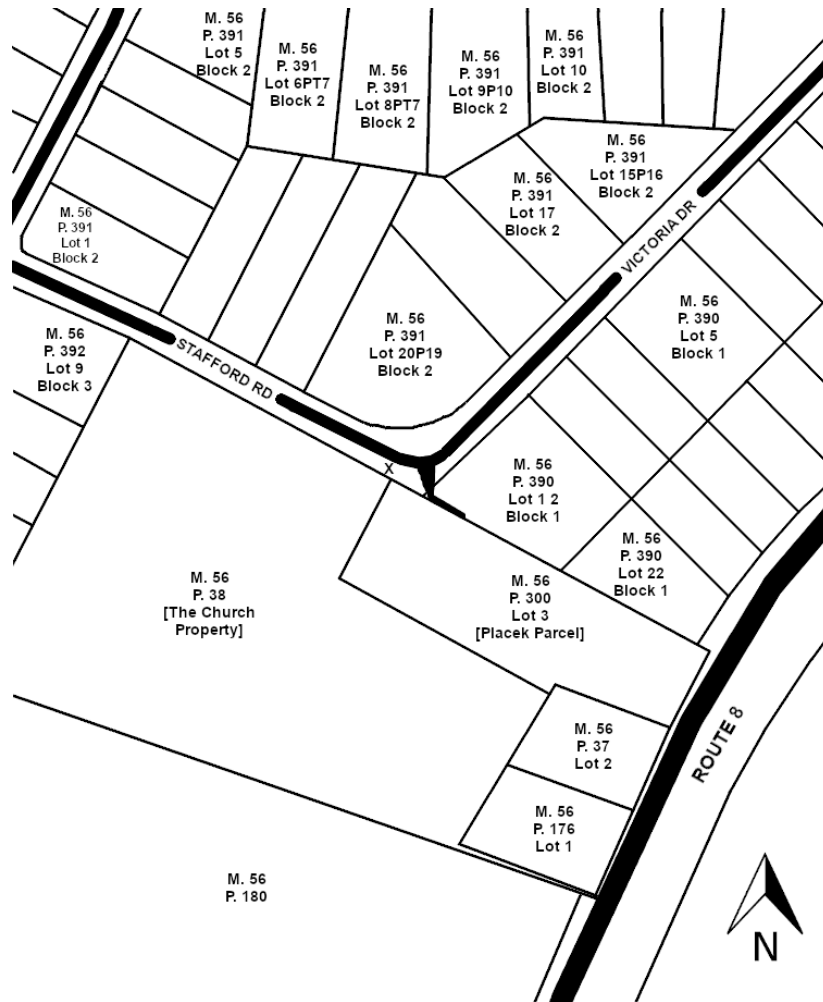 M. 56
P. 391
Lot 5
Block 2
M. 56
P. 391
Lot 6PT7
Block 2
M. 56
P. 391
Lot 8PT7
Block 2
M. 56
P. 391
Lot 9P10
Block 2
M. 56
P. 391
Lot 10
Block 2
M. 56
P. 391
Lot 15P16
Block 2
M. 56
P. 391
Lot 17
Block 2
M. 56
P. 391
Lot 1
Block 2
VICTORIA DR
M. 56
P. 390
Lot 5
Block 1
M. 56
P. 391
Lot 20P19
Block 2
STAFFORD RD
M. 56
P. 392
Lot 9
Block 3
X
M. 56
P. 390
Lot 1 2
Block 1
M. 56
P. 390
Lot 22
Block 1
M. 56
P. 38
[The Church
Property]
M. 56
P. 300
Lot 3
[Placek Parcel]
M. 56
P. 37
Lot 2
ROUTE 8
M. 56
P. 176
Lot 1
M. 56
P. 180
N